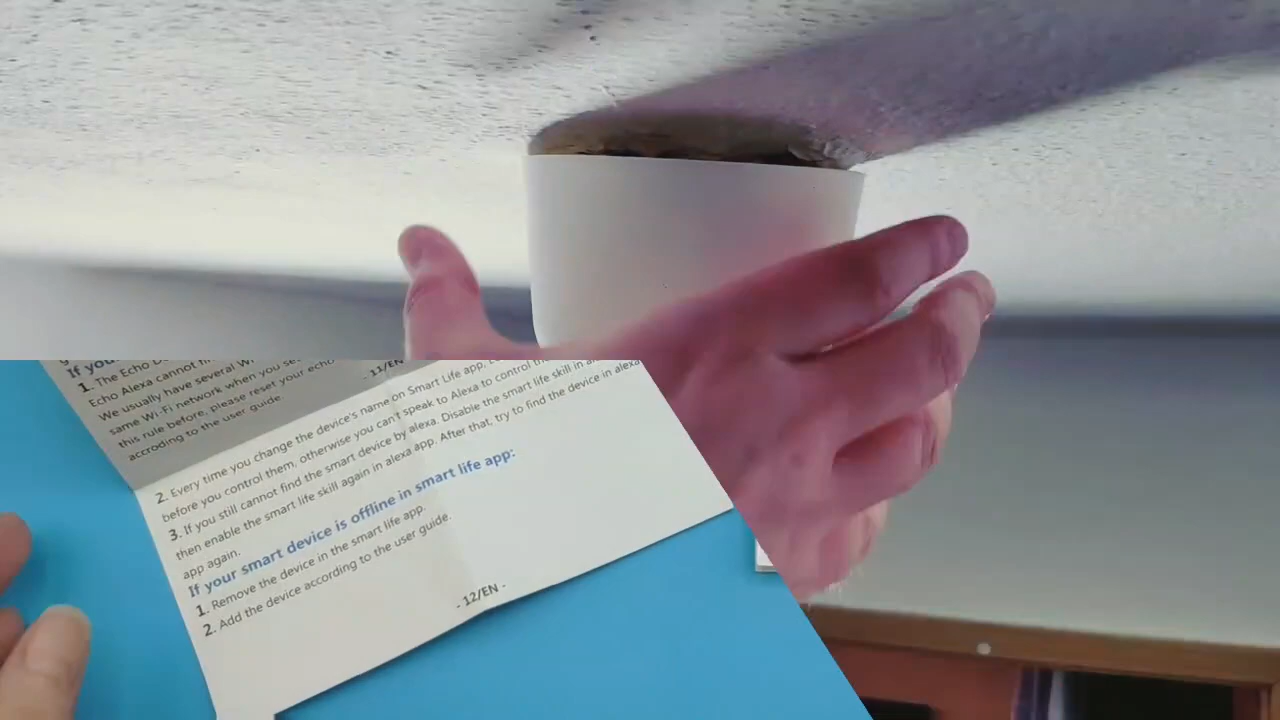 If you
1. The Echo D
Echo Alexa cannot fi
We usually have several Wi
same Wi-Fi network when you se
this rule before, please reset your echo
accroding to the user guide.
- 11/EN
2. Every time you change the device's name on Smart Life app,
before you control them, otherwise you can't speak to Alexa to control
3. If you still cannot find the smart device by alexa. Disable the smart life skill in
then enable the smart life skill again in alexa app. After that, try to find the device in alexa
app again.
If your smart device is offline in smart life app:
1. Remove the device in the smart life app.
2. Add the device according to the user guide.
- 12/EN -